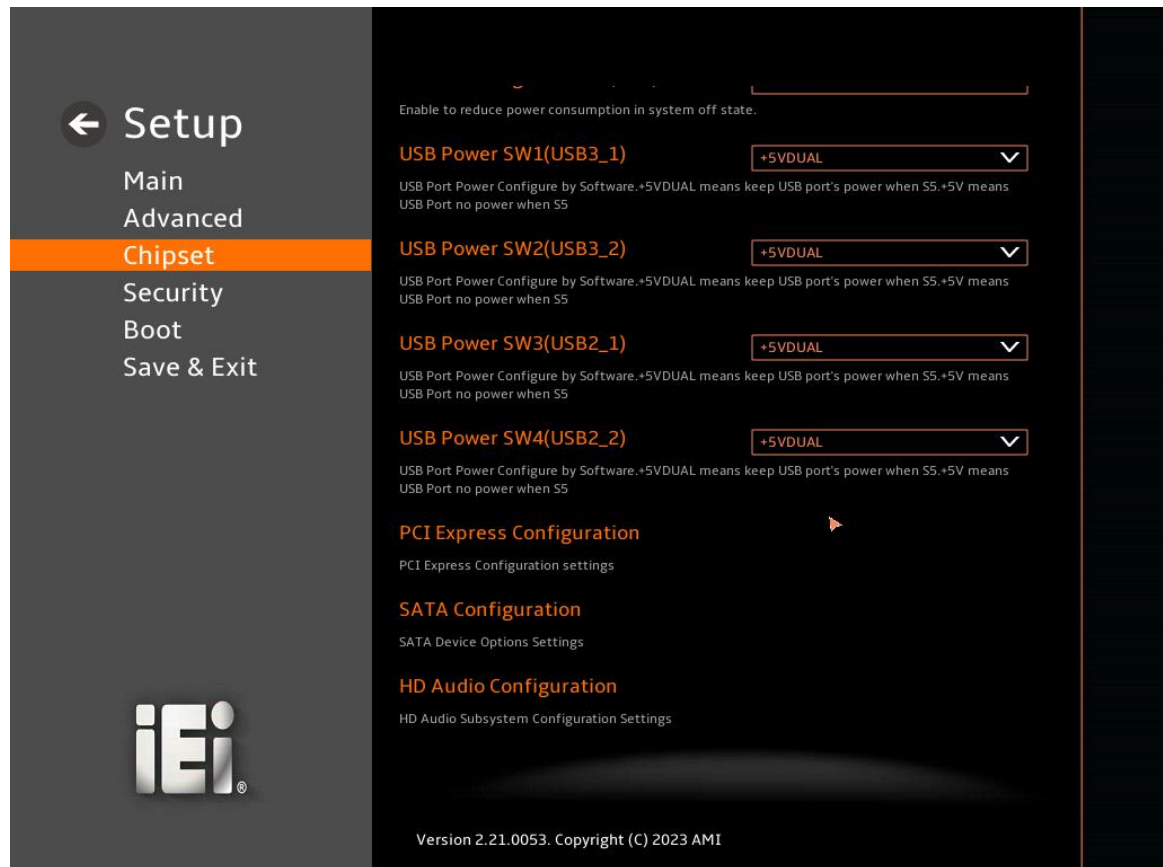 Setup
Main
Advanced
Chipset
Security
Boot
Save & Exit
Enable to reduce power consumption in system off state.
USB Power SW1(USB3_1)
+5VDUAL
USB Port Power Configure by Software.+5VDUAL means keep USB port's power when S5.+5V means
USB Port no power when S5
USB Power SW2(USB3_2)
+5VDUAL
USB Port Power Configure by Software.+5VDUAL means keep USB port's power when S5.+5V means
USB Port no power when S5
USB Power SW3(USB2_1)
+5VDUAL
USB Port Power Configure by Software.+5VDUAL means keep USB port's power when S5.+5V means
USB Port no power when S5
USB Power SW4(USB2_2)
+5VDUAL
USB Port Power Configure by Software.+5VDUAL means keep USB port's power when S5.+5V means
USB Port no power when S5
PCI Express Configuration
PCI Express Configuration settings
SATA Configuration
SATA Device Options Settings
HD Audio Configuration
HD Audio Subsystem Configuration Settings
iEi®
Version 2.21.0053. Copyright (C) 2023 AMI